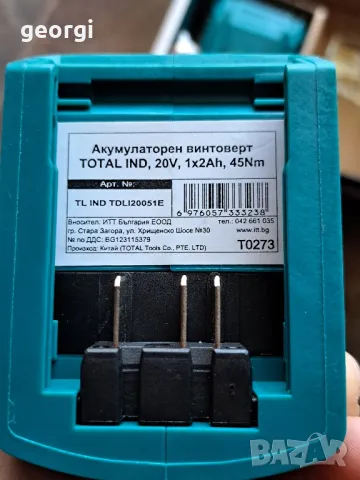 georgi
Акумулаторен винтоверт
TOTAL IND, 20V, 1x2Ah, 45Nm
Арт. №:
TL IND TDLI20051E
6 976057 333238
Вносител: ИТТ България ЕООД
тел.: 042 661 035
гр. Стара Загора, ул. Хрищенско Шосе №30
www.itt.bg
№ по ДДС: BG123115379
Произход: Китай (TOTAL Tools Co., PTE, LTD)
T0273
BAZAR